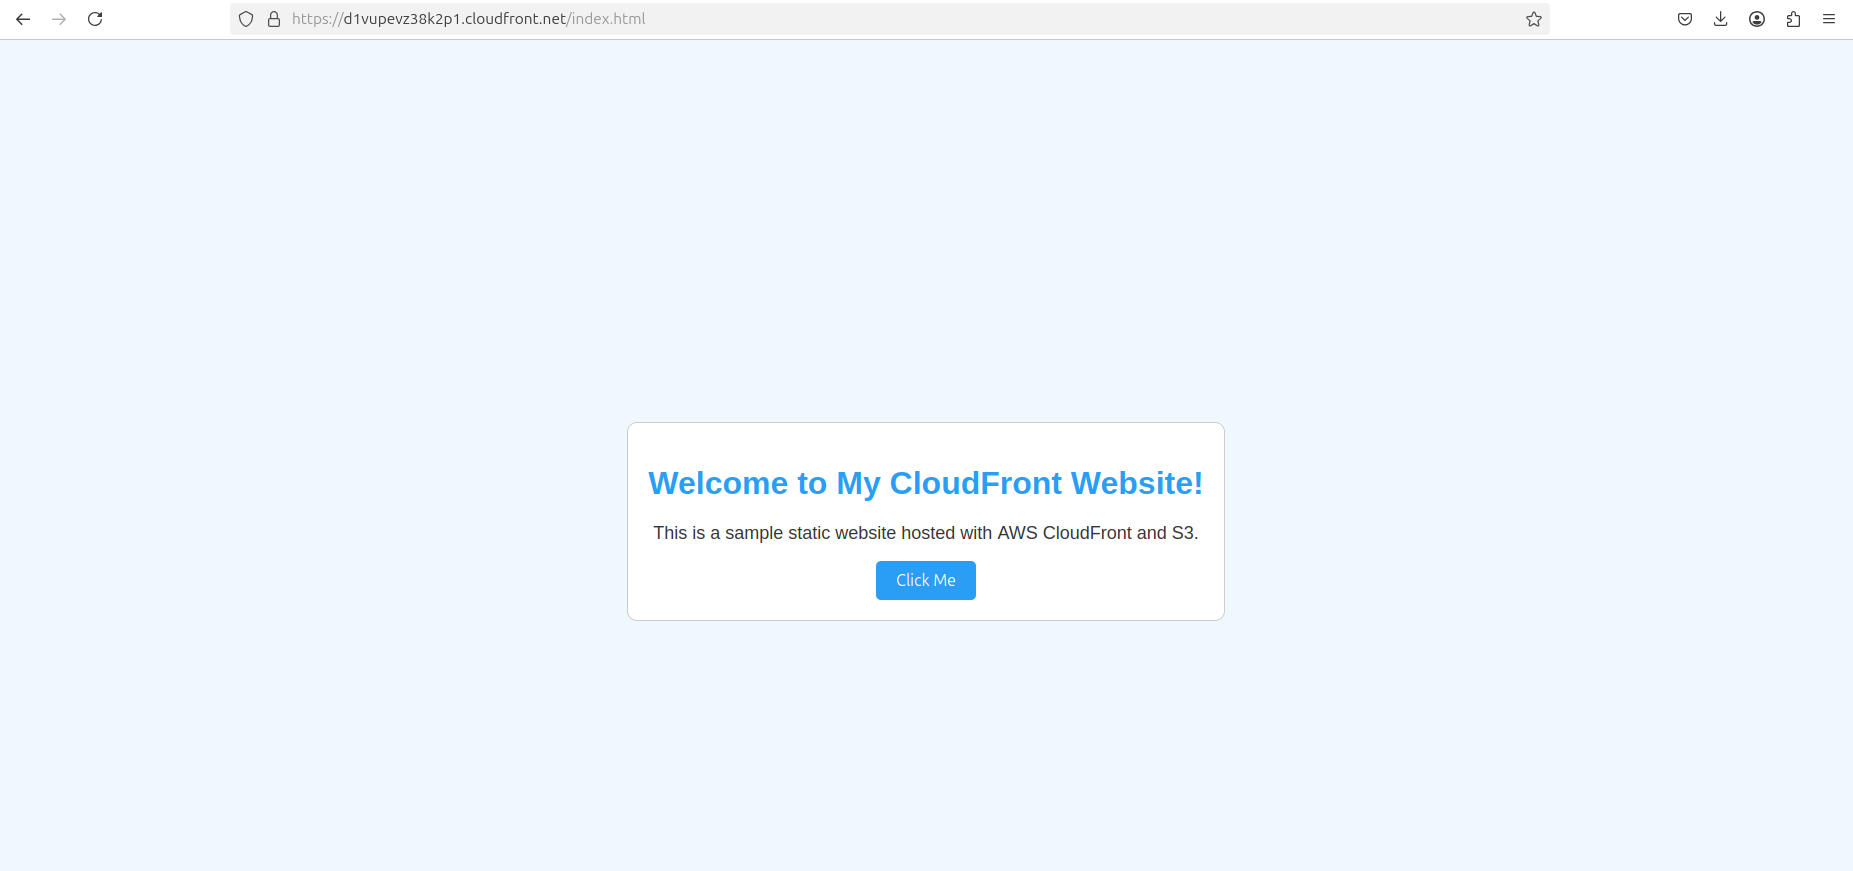 https://d1vupevz38k2p1.cloudfront.net/index.html
Welcome to My CloudFront Website!
This is a sample static website hosted with AWS CloudFront and S3.
Click Me